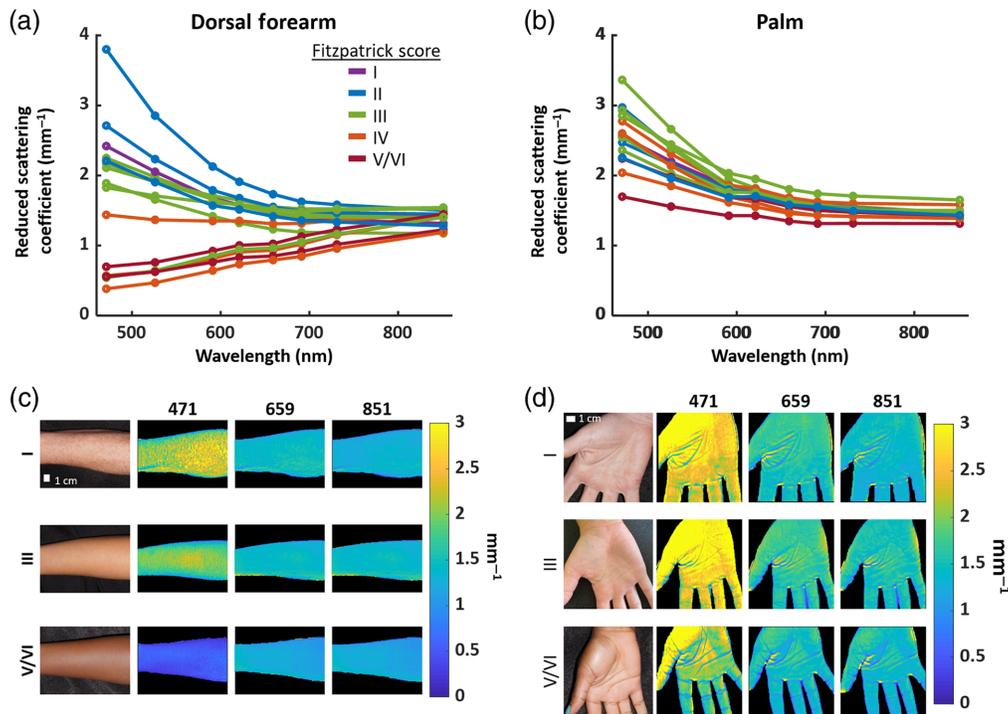 (a)
Dorsal forearm
Reduced scattering
coefficient (mm⁻¹)
4
3
2
1
0
500
600
700
800
Wavelength (nm)
Fitzpatrick score
I
II
III
IV
V/VI
(b)
Palm
Reduced scattering
coefficient (mm⁻¹)
4
3
2
1
0
500
600
700
800
Wavelength (nm)
(c)
471
659
851
I
1 cm
III
V/VI
3
2.5
2
1.5
1
0.5
0
mm⁻¹
(d)
471
659
851
I
1 cm
III
V/VI
3
2.5
2
1.5
1
0.5
0
mm⁻¹